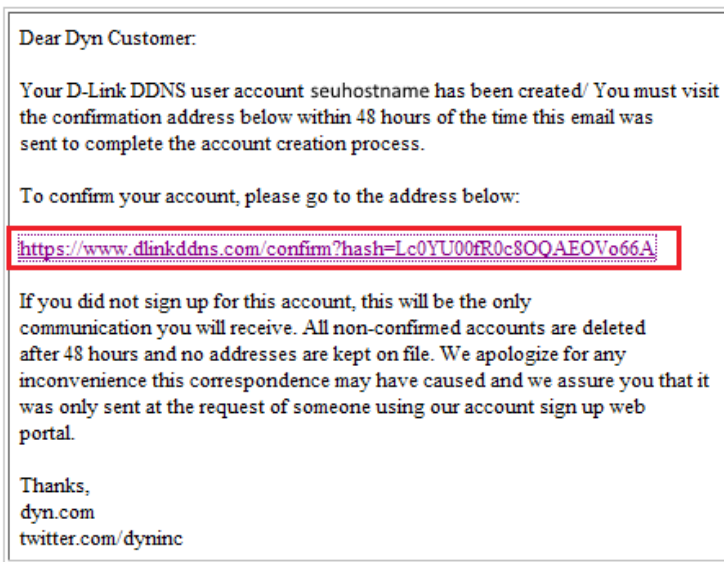 Dear Dyn Customer:
Your D-Link DDNS user account seuhostname has been created/ You must visit
the confirmation address below within 48 hours of the time this email was
sent to complete the account creation process.
To confirm your account, please go to the address below:
https://www.dlinkddns.com/confirm?hash=Lc0YU00fR0c8OQAEOVo66A
If you did not sign up for this account, this will be the only
communication you will receive. All non-confirmed accounts are deleted
after 48 hours and no addresses are kept on file. We apologize for any
inconvenience this correspondence may have caused and we assure you that it
was only sent at the request of someone using our account sign up web
portal.
Thanks,
dyn.com
twitter.com/dyninc